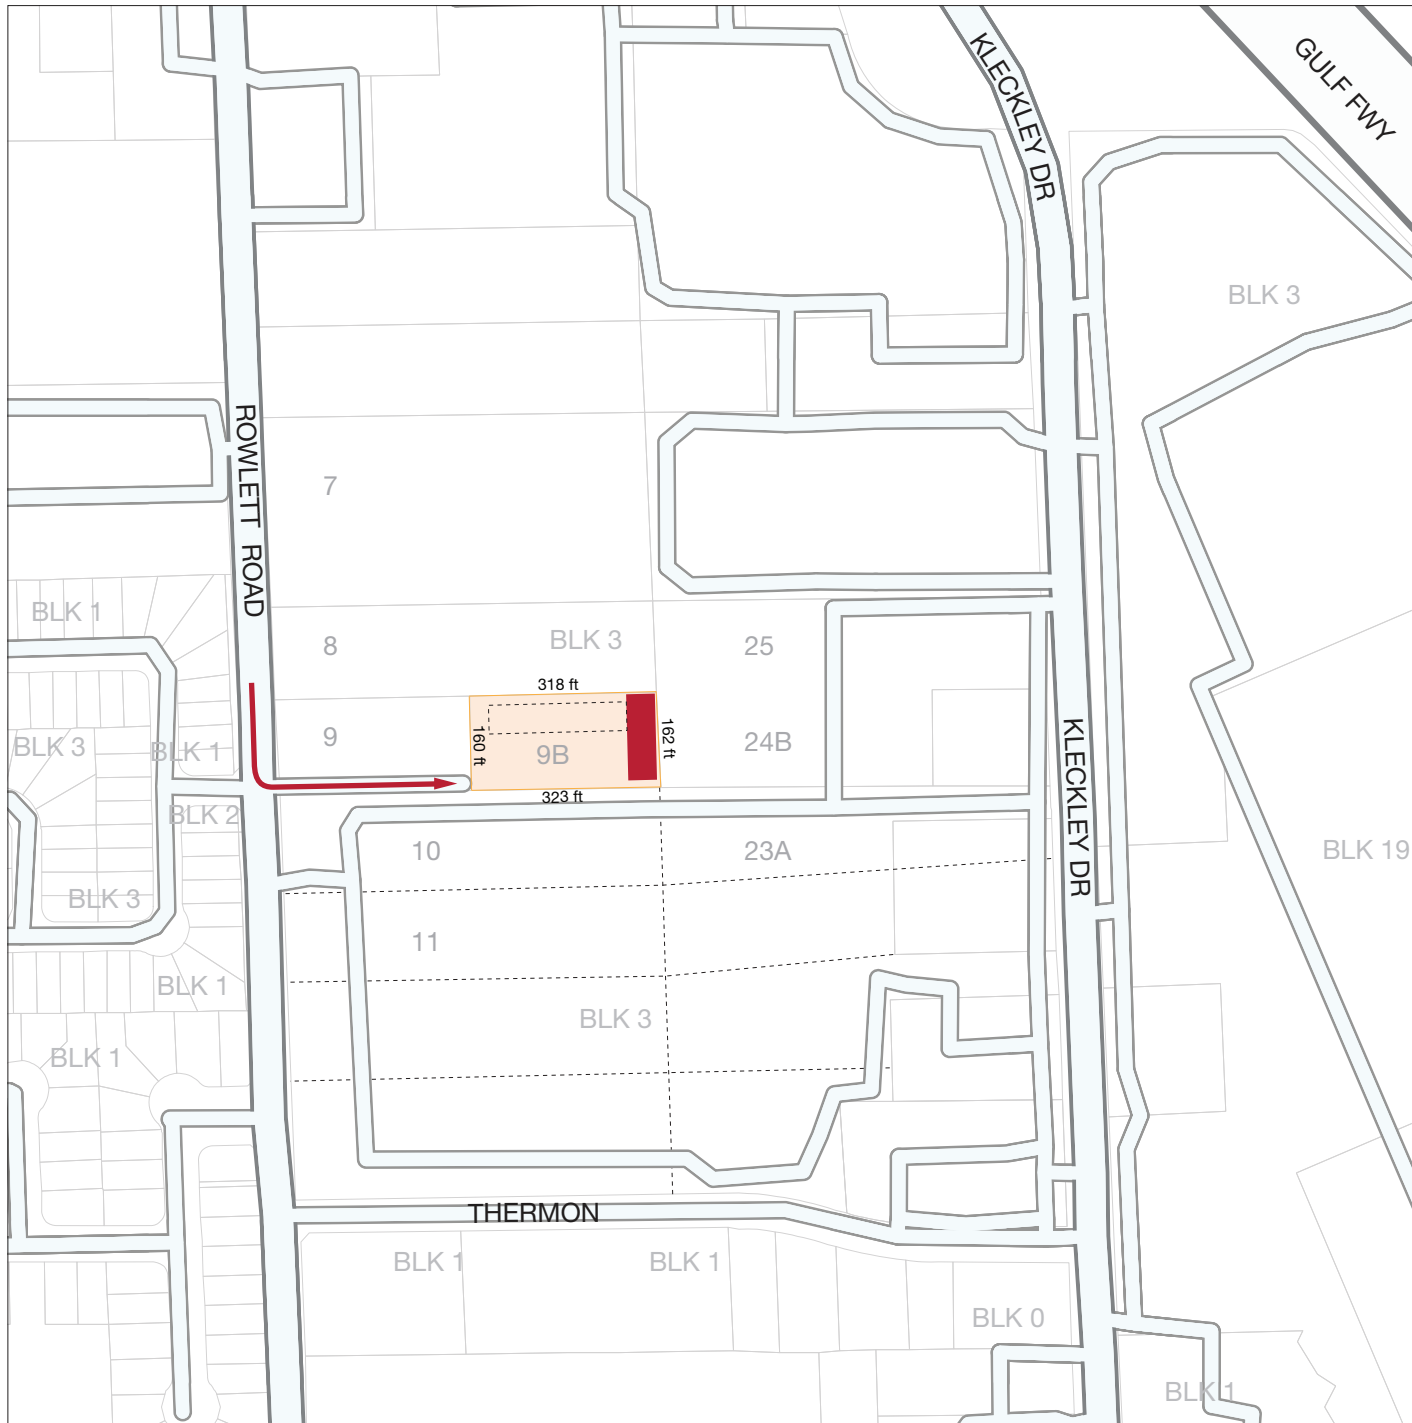 GULF FWY
KLECKLEY DR
BLK 3
ROWLETT ROAD
7
BLK 1
8
BLK 3
25
318 ft
9
160 ft
9B
162 ft
24B
323 ft
BLK 3
BLK 1
KLECKLEY DR
BLK 2
10
23A
BLK 19
BLK 3
11
BLK 1
BLK 3
BLK 1
THERMON
BLK 1
BLK 1
BLK 0
BLK 1